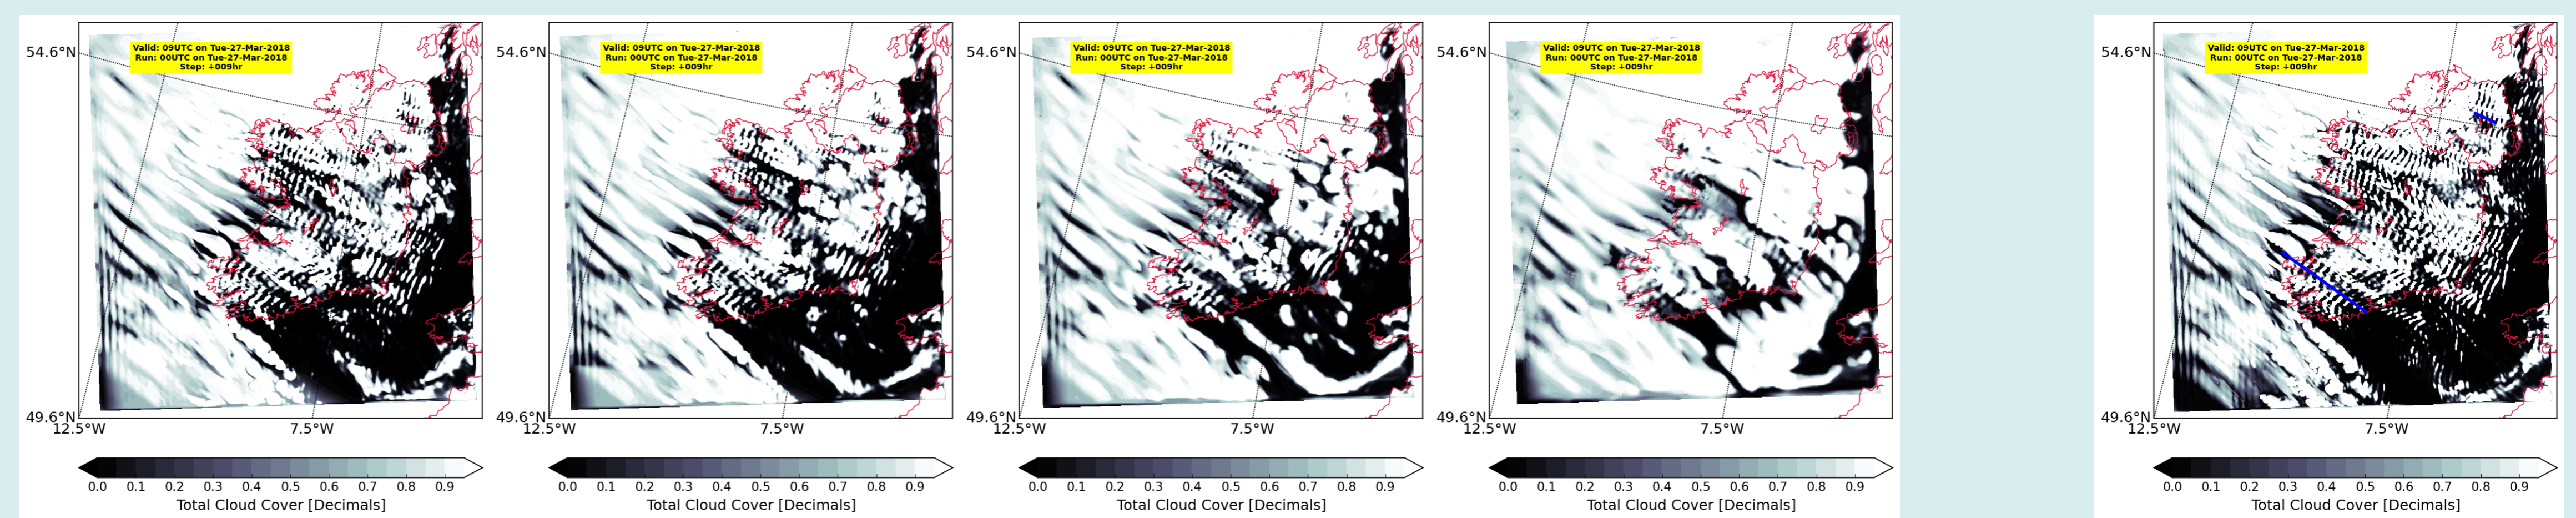 54.6°N
Valid: 09UTC on Tue-27-Mar-2018
Run: 00UTC on Tue-27-Mar-2018
Step: +009hr
49.6°N
12.5°W 7.5°W
0.0 0.1 0.2 0.3 0.4 0.5 0.6 0.7 0.8 0.9
Total Cloud Cover [Decimals]
54.6°N
Valid: 09UTC on Tue-27-Mar-2018
Run: 00UTC on Tue-27-Mar-2018
Step: +009hr
49.6°N
12.5°W 7.5°W
0.0 0.1 0.2 0.3 0.4 0.5 0.6 0.7 0.8 0.9
Total Cloud Cover [Decimals]
54.6°N
Valid: 09UTC on Tue-27-Mar-2018
Run: 00UTC on Tue-27-Mar-2018
Step: +009hr
49.6°N
12.5°W 7.5°W
0.0 0.1 0.2 0.3 0.4 0.5 0.6 0.7 0.8 0.9
Total Cloud Cover [Decimals]
54.6°N
Valid: 09UTC on Tue-27-Mar-2018
Run: 00UTC on Tue-27-Mar-2018
Step: +009hr
49.6°N
12.5°W 7.5°W
0.0 0.1 0.2 0.3 0.4 0.5 0.6 0.7 0.8 0.9
Total Cloud Cover [Decimals]
54.6°N
Valid: 09UTC on Tue-27-Mar-2018
Run: 00UTC on Tue-27-Mar-2018
Step: +009hr
49.6°N
12.5°W 7.5°W
0.0 0.1 0.2 0.3 0.4 0.5 0.6 0.7 0.8 0.9
Total Cloud Cover [Decimals]